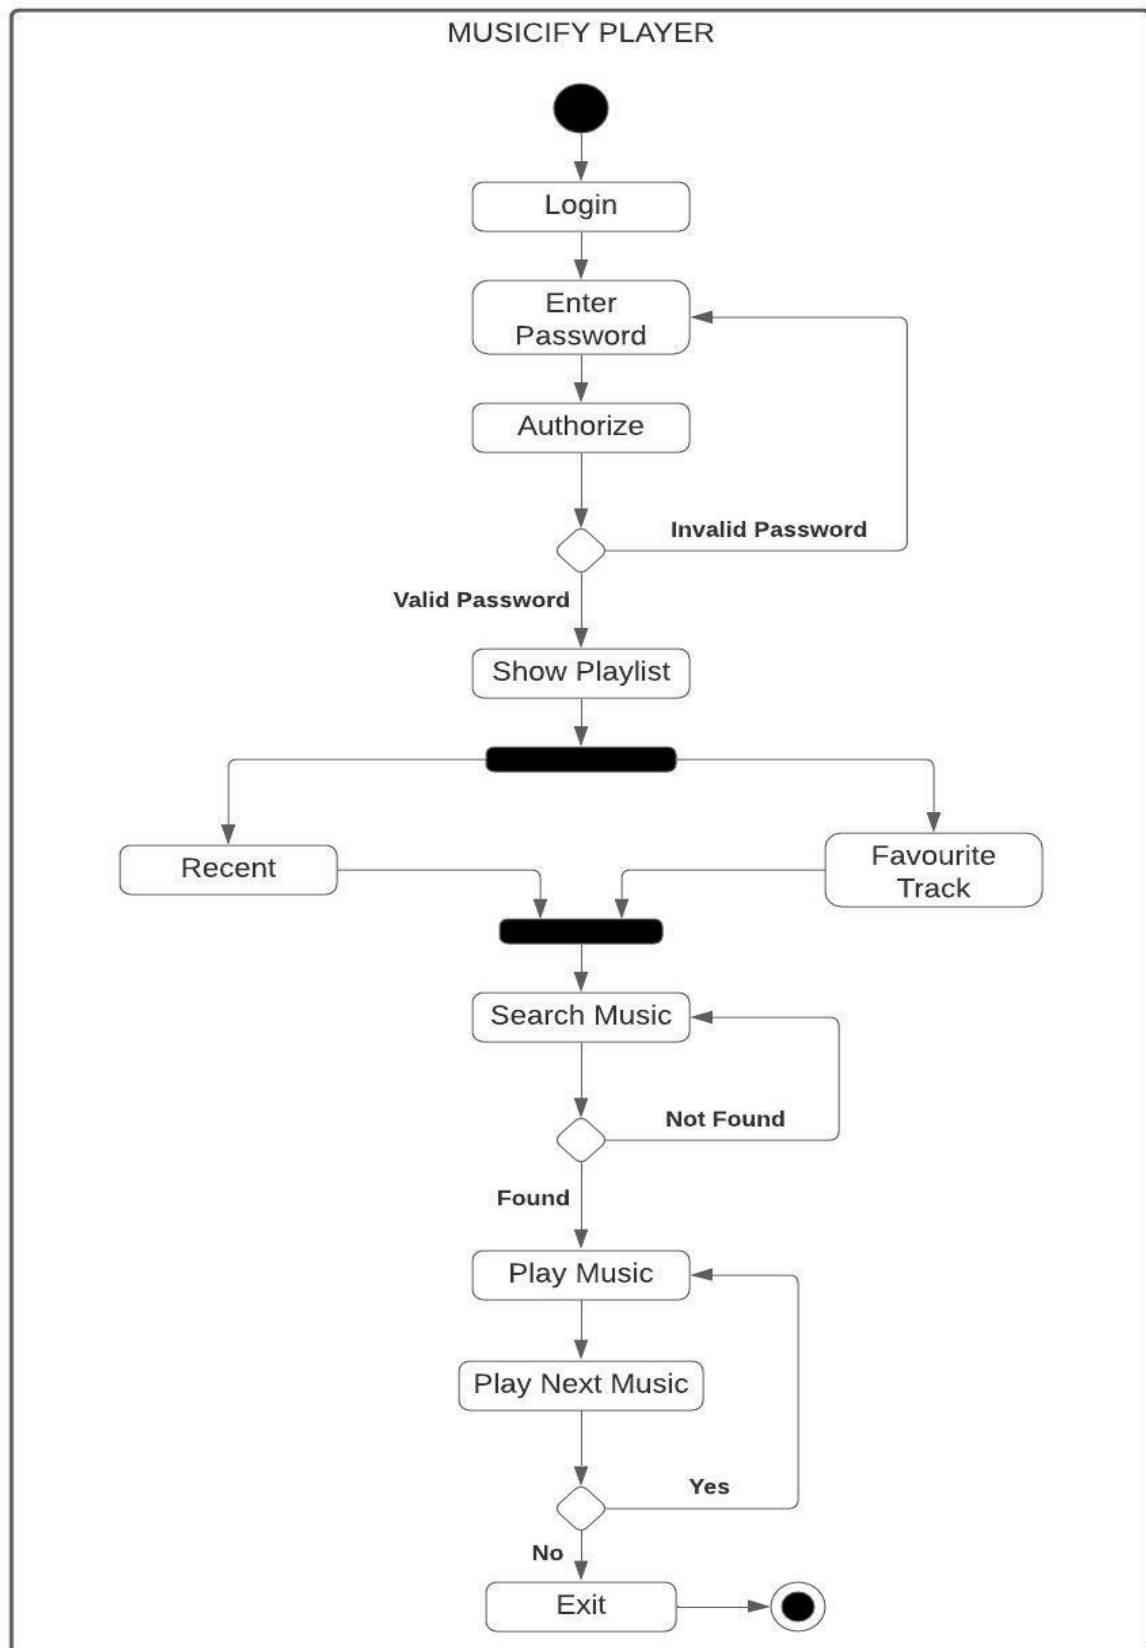 MUSICIFY PLAYER
Login
Enter
Password
Authorize
Invalid Password
Valid Password
Show Playlist
Recent
Favourite
Track
Search Music
Not Found
Found
Play Music
Play Next Music
Yes
No
Exit